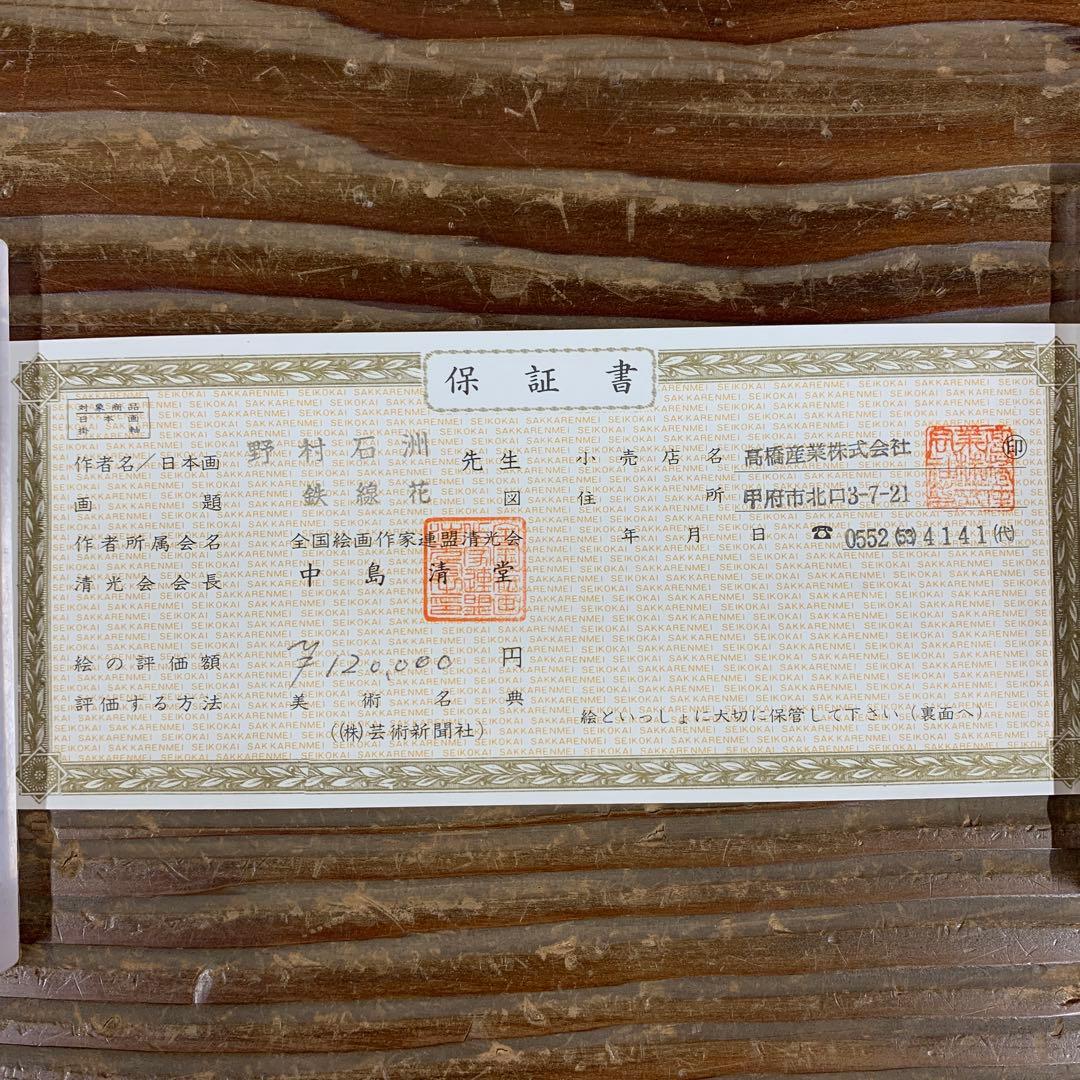 保証書
対象商品
日本画
掛軸
作者名/日本画 野村石洲 先生
画題 鉄線花 図
作者所属会名 全国絵画作家連盟清光会
清光会会長 中島清堂
絵の評価額 ¥120,000 円
評価する方法 美術名典
((株)芸術新聞社)
小売店名 髙橋産業株式会社 印
住所 甲府市北口3-7-21
年 月 日 ☎ 0552(53)4141(代)
絵といっしょに大切に保管して下さい(裏面へ)
SEIKOKAI SAKKARENMEI